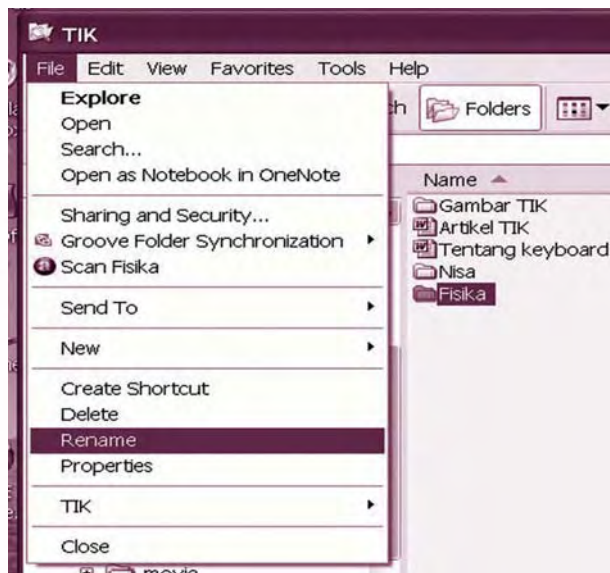 TIK
File Edit View Favorites Tools Help
Explore
Open
Search...
Open as Notebook in OneNote
Sharing and Security...
Groove Folder Synchronization
Scan Fisika
Send To
New
Create Shortcut
Delete
Rename
Properties
TIK
Close
Folders
Name
Gambar TIK
Artikel TIK
Tentang keyboard
Nisa
Fisika